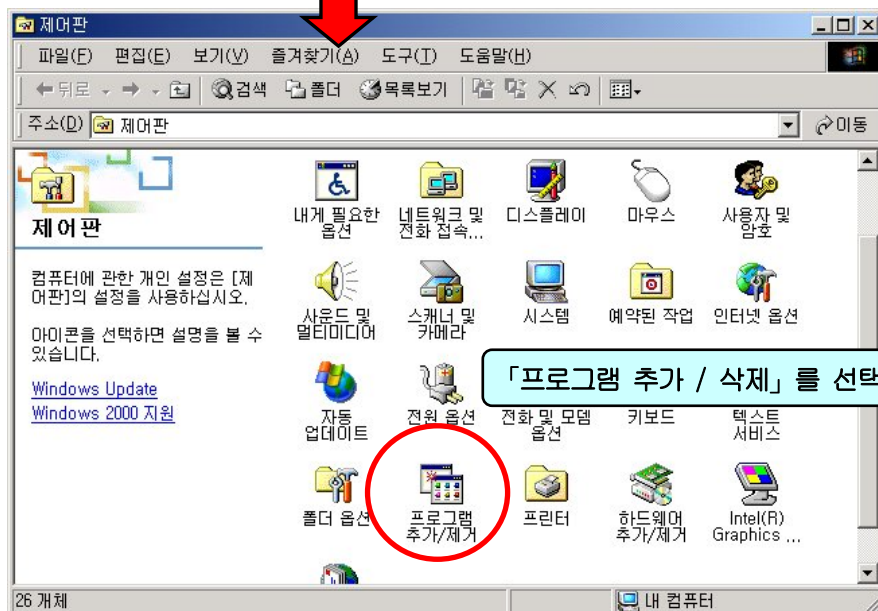 제어판
파일(F) 편집(E) 보기(V) 즐겨찾기(A) 도구(T) 도움말(H)
뒤로 검색 폴더 목록보기
주소(D) 제어판 이동
제어판
컴퓨터에 관한 개인 설정은 [제
어판]의 설정을 사용하십시오.
아이콘을 선택하면 설명을 볼 수
있습니다.
Windows Update
Windows 2000 지원
내게 필요한
옵션
네트워크 및
전화 접속...
디스플레이
마우스
사용자 및
암호
사운드 및
멀티미디어
스캐너 및
카메라
시스템
예약된 작업
인터넷 옵션
「프로그램 추가 / 삭제」를 선택
자동
업데이트
전원 옵션
전화 및 모뎀
옵션
키보드
텍스트
서비스
폴더 옵션
프로그램
추가/제거
프린터
하드웨어
추가/제거
Intel(R)
Graphics ...
26 개체
내 컴퓨터